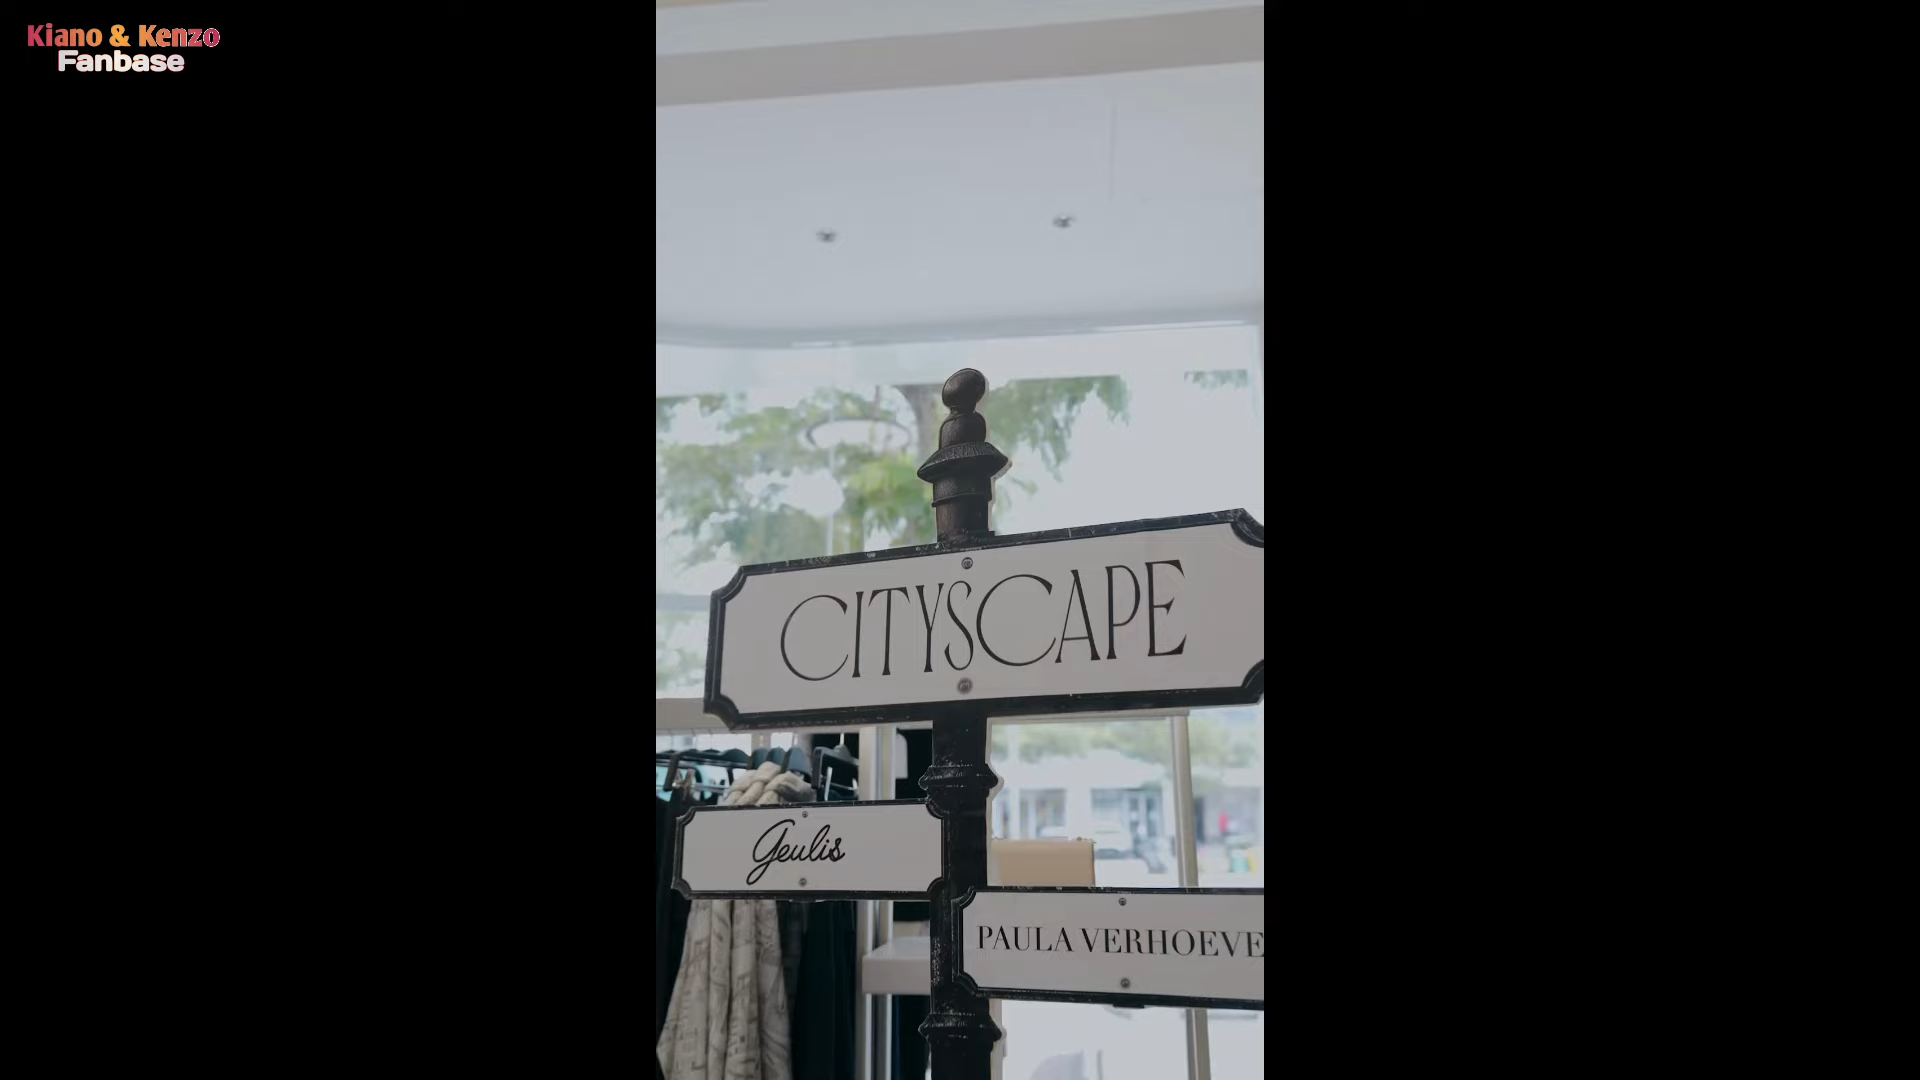 Kiano & Kenzo
Fanbase
CITYSCAPE
Geulis
PAULA VERHOEVE